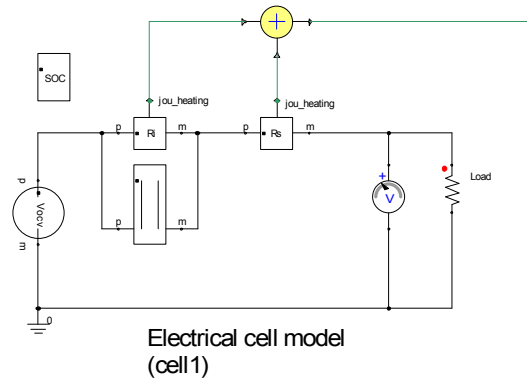 SOC
jou_heating
jou_heating
p Ri m
p Rs m
p m
p
Vocv
m
+
V
Load
0
Electrical cell model
(cell1)